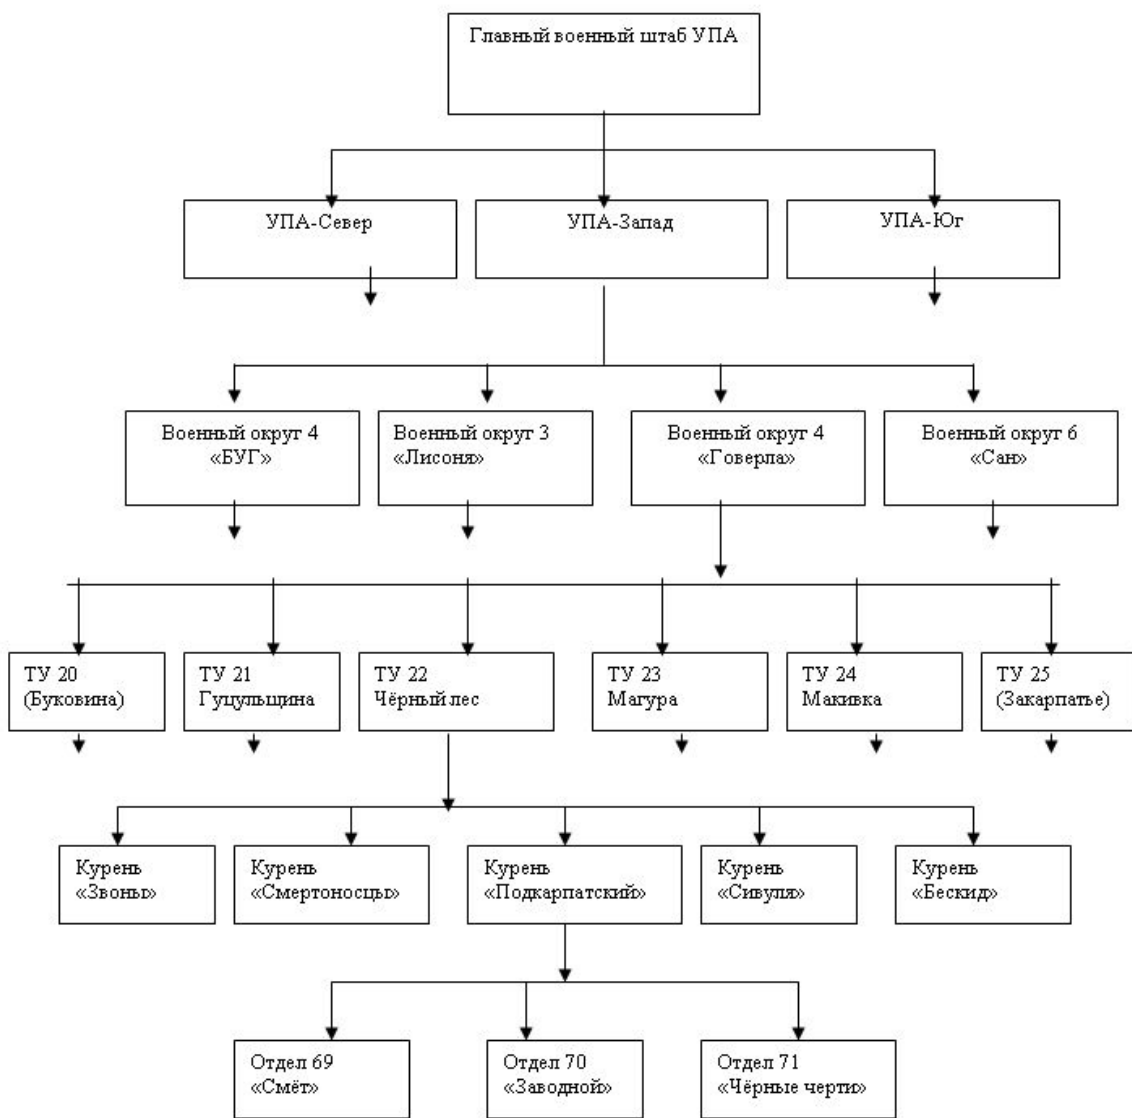 Главный военный штаб УПА
УПА-Север
УПА-Запад
УПА-Юг
Военный округ 4
«БУГ»
Военный округ 3
«Лисоня»
Военный округ 4
«Говерла»
Военный округ 6
«Сан»
ТУ 20
(Буковина)
ТУ 21
Гуцульщина
ТУ 22
Чёрный лес
ТУ 23
Магура
ТУ 24
Макивка
ТУ 25
(Закарпатье)
Курень
«Звоны»
Курень
«Смертоносцы»
Курень
«Подкарпатский»
Курень
«Сивуля»
Курень
«Бескид»
Отдел 69
«Смёт»
Отдел 70
«Заводной»
Отдел 71
«Чёрные черти»